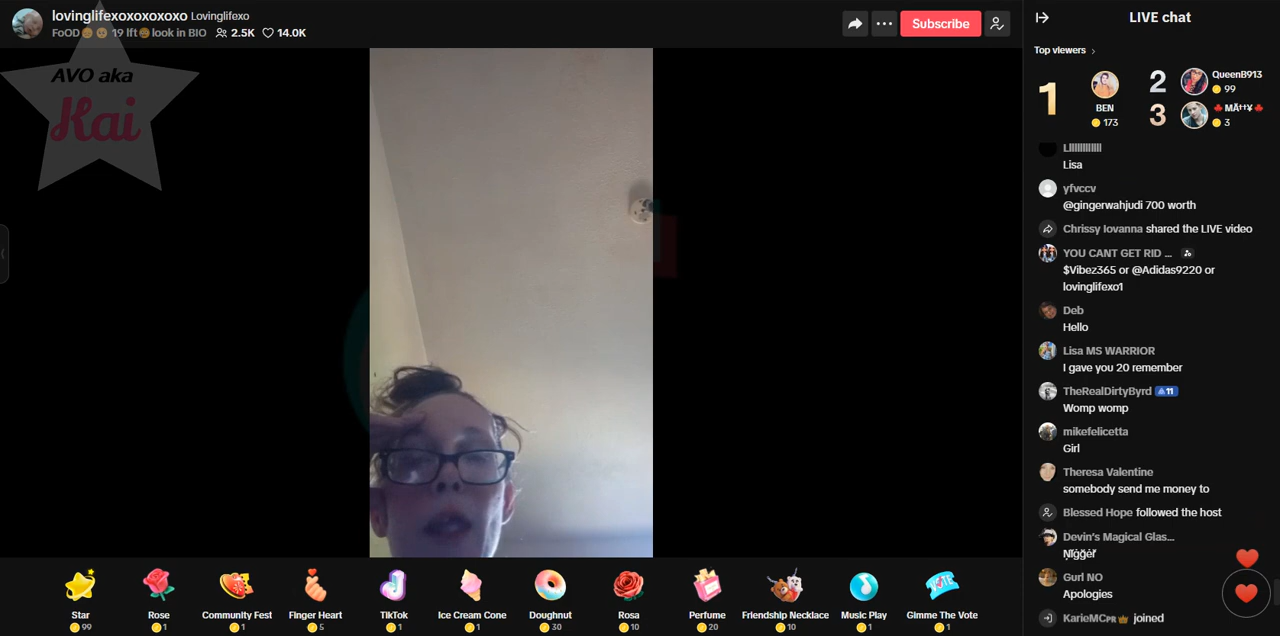 lovinglifexoxoxoxoxo Lovinglifexo
FoOD😊😊 19 lft😊look in BIO 2.5K 14.0K
Subscribe
AVO aka
Kai
LIVE chat
Top viewers >
1 BEN 173
2 QueenB913 99
3 🍁MÅ††¥🍁 3
Lllllllllllll
Lisa
yfvccv
@gingerwahjudi 700 worth
Chrissy Iovanna shared the LIVE video
YOU CANT GET RID ...
$Vibez365 or @Adidas9220 or
lovinglifexo1
Deb
Hello
Lisa MS WARRIOR
I gave you 20 remember
TheRealDirtyByrd 11
Womp womp
mikefelicetta
Girl
Theresa Valentine
somebody send me money to
Blessed Hope followed the host
Devin's Magical Glas...
Nïğğëř
Gurl NO
Apologies
KarieMCPR👑 joined
Star
99
Rose
1
Community Fest
1
Finger Heart
5
TikTok
1
Ice Cream Cone
1
Doughnut
30
Rosa
10
Perfume
20
Friendship Necklace
10
Music Play
1
Gimme The Vote
1